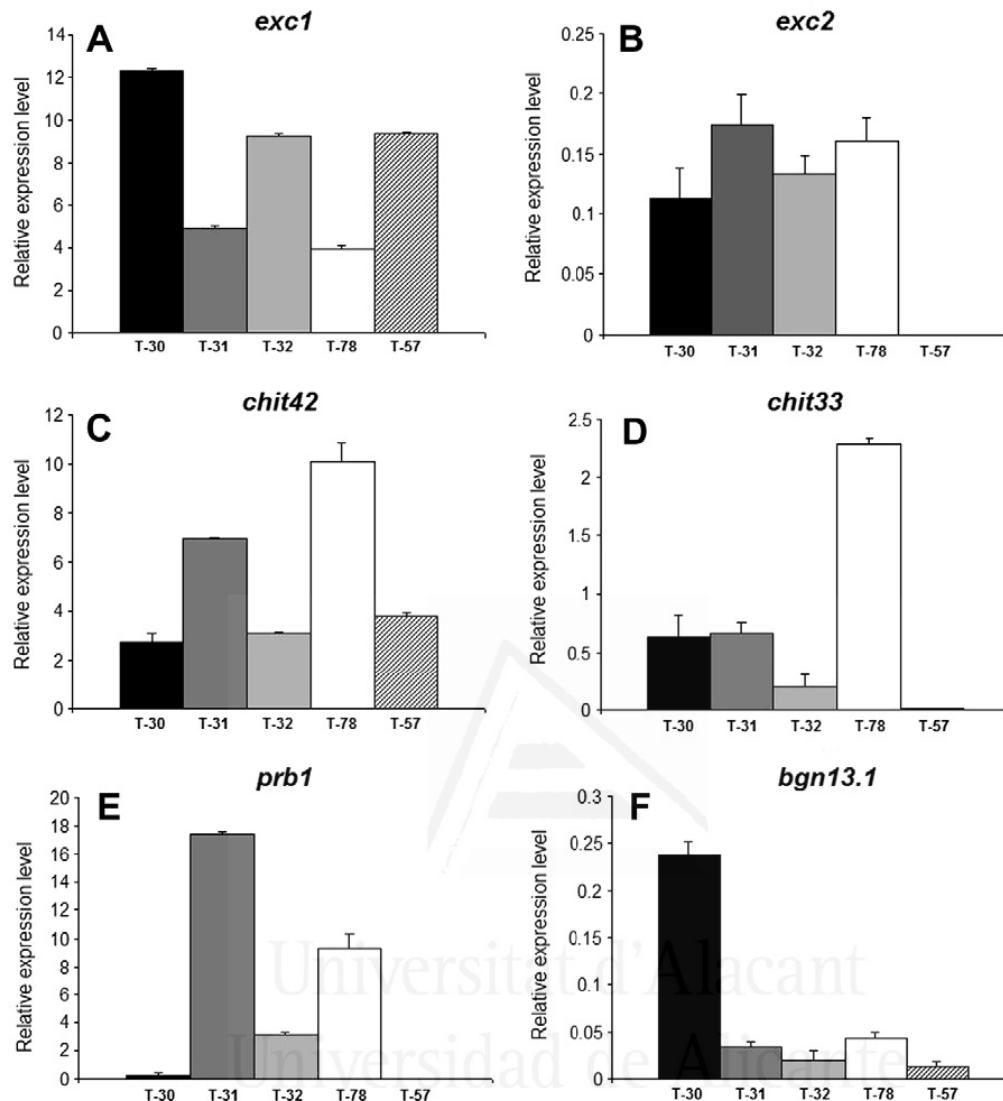 A
exc1
Relative expression level
14
12
10
8
6
4
2
0
T-30 T-31 T-32 T-78 T-57
B
exc2
Relative expression level
0.25
0.2
0.15
0.1
0.05
0
T-30 T-31 T-32 T-78 T-57
C
chit42
Relative expression level
12
10
8
6
4
2
0
T-30 T-31 T-32 T-78 T-57
D
chit33
Relative expression level
2.5
2
1.5
1
0.5
0
T-30 T-31 T-32 T-78 T-57
E
prb1
Relative expression level
20
18
16
14
12
10
8
6
4
2
0
T-30 T-31 T-32 T-78 T-57
F
bgn13.1
Relative expression level
0.3
0.25
0.2
0.15
0.1
0.05
0
T-30 T-31 T-32 T-78 T-57
Universitat d'Alacant
Universidad de Alicante